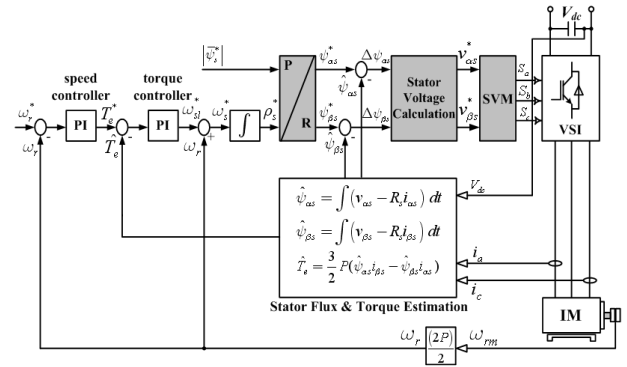 V_dc
|ψ̅_s^*|
P
R
ψ_αs^*
ψ̂_αs
Δψ_αs
ψ_βs^*
ψ̂_βs
Δψ_βs
Stator
Voltage
Calculation
v_αs^*
v_βs^*
SVM
S_a
S_b
S_c
VSI
speed
controller
torque
controller
ω_r^*
-
ω_r
PI
T_e^*
-
T̂_e
PI
ω_sl^*
+
ω_r
ω_s^*
∫
ρ_s^*
ψ̂_αs = ∫(v_αs − R_s i_αs) dt
ψ̂_βs = ∫(v_βs − R_s i_βs) dt
T̂_e = 3/2 P(ψ̂_αs i_βs − ψ̂_βs i_αs)
Stator Flux & Torque Estimation
V_dc
i_a
i_c
IM
ω_r
(2P)/2
ω_rm